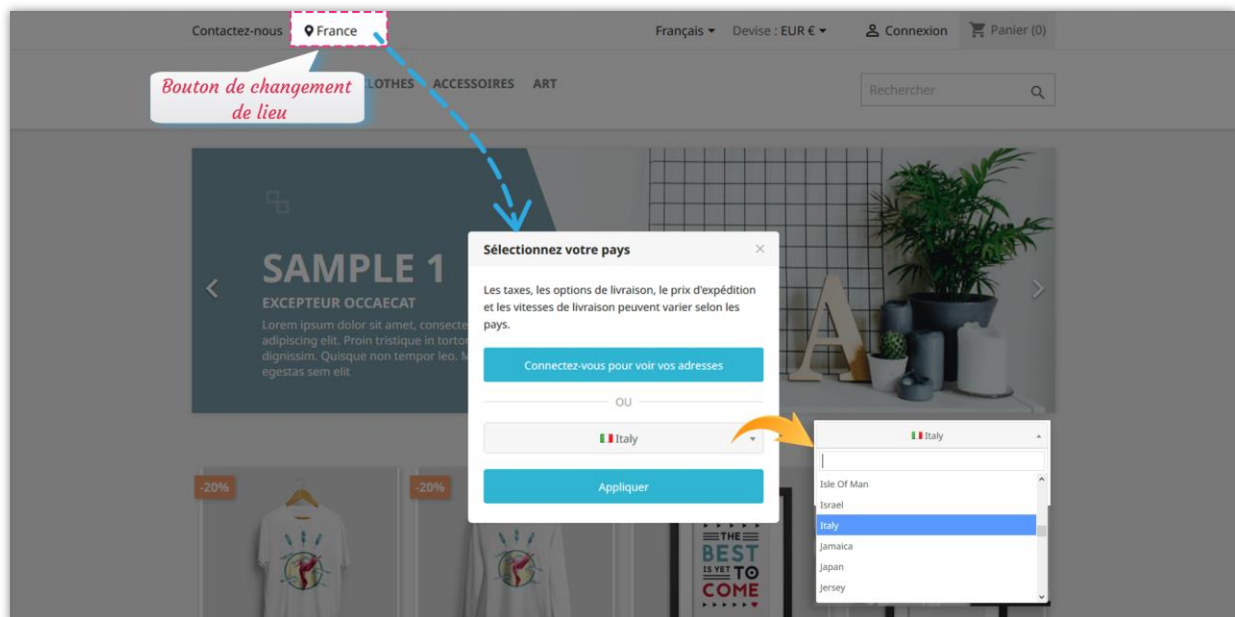 Contactez-nous
France
Français
Devise : EUR €
Connexion
Panier (0)
Bouton de changement
de lieu
LOTHES
ACCESSOIRES
ART
Rechercher
SAMPLE 1
EXCEPTEUR OCCAECAT
Lorem ipsum dolor sit amet, consecte
adipiscing elit. Proin tristique in tortor
dignissim. Quisque non tempor leo. M
egestas sem elit
A
Sélectionnez votre pays
Les taxes, les options de livraison, le prix d'expédition
et les vitesses de livraison peuvent varier selon les
pays.
Connectez-vous pour voir vos adresses
OU
Italy
Appliquer
Italy
Isle Of Man
Israel
Italy
Jamaica
Japan
Jersey
-20%
-20%
THE
BEST
IS YET TO
COME